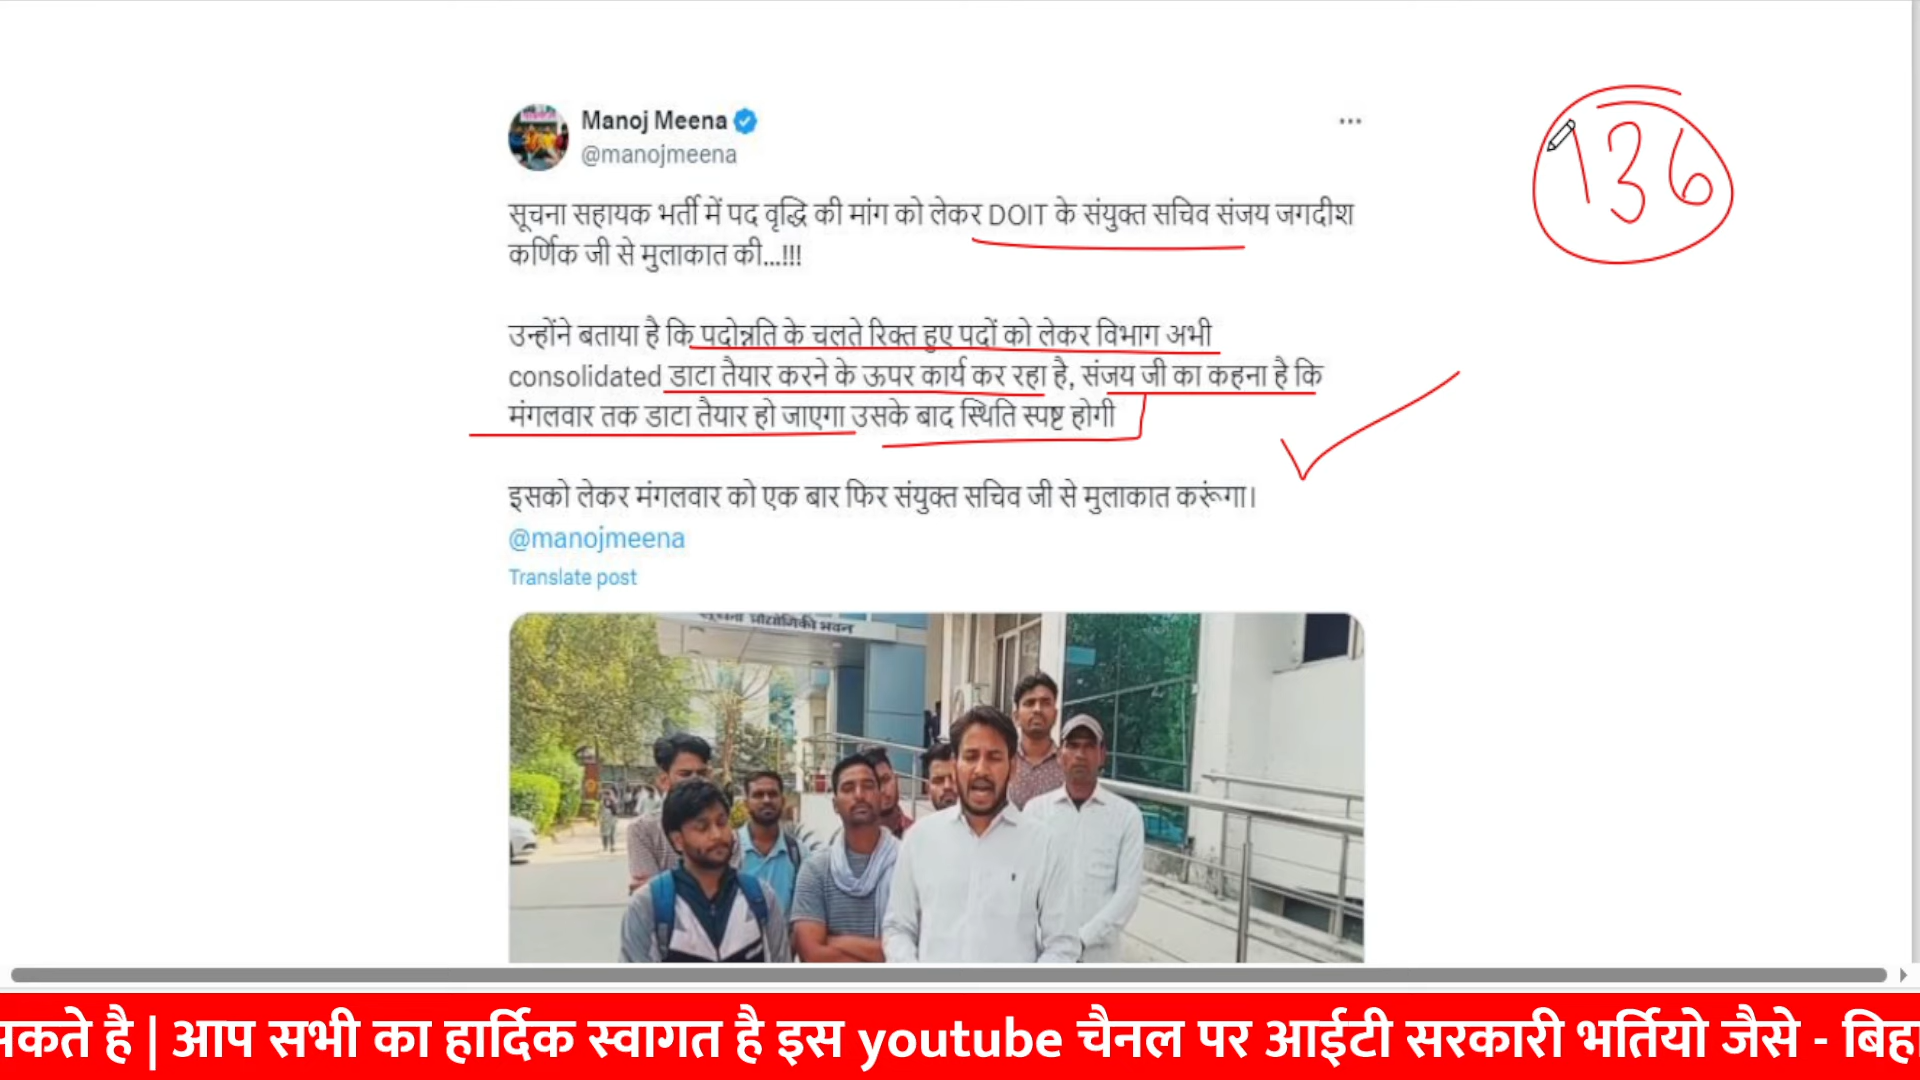 Manoj Meena
@manojmeena
136
सूचना सहायक भर्ती में पद वृद्धि की मांग को लेकर DOIT के संयुक्त सचिव संजय जगदीश
कर्णिक जी से मुलाकात की...!!!
उन्होंने बताया है कि पदोन्नति के चलते रिक्त हुए पदों को लेकर विभाग अभी
consolidated डाटा तैयार करने के ऊपर कार्य कर रहा है, संजय जी का कहना है कि
मंगलवार तक डाटा तैयार हो जाएगा उसके बाद स्थिति स्पष्ट होगी
इसको लेकर मंगलवार को एक बार फिर संयुक्त सचिव जी से मुलाकात करूंगा।
@manojmeena
Translate post
सूचना प्रौद्योगिकी भवन
सकते है | आप सभी का हार्दिक स्वागत है इस youtube चैनल पर आईटी सरकारी भर्तियो जैसे - बिहा